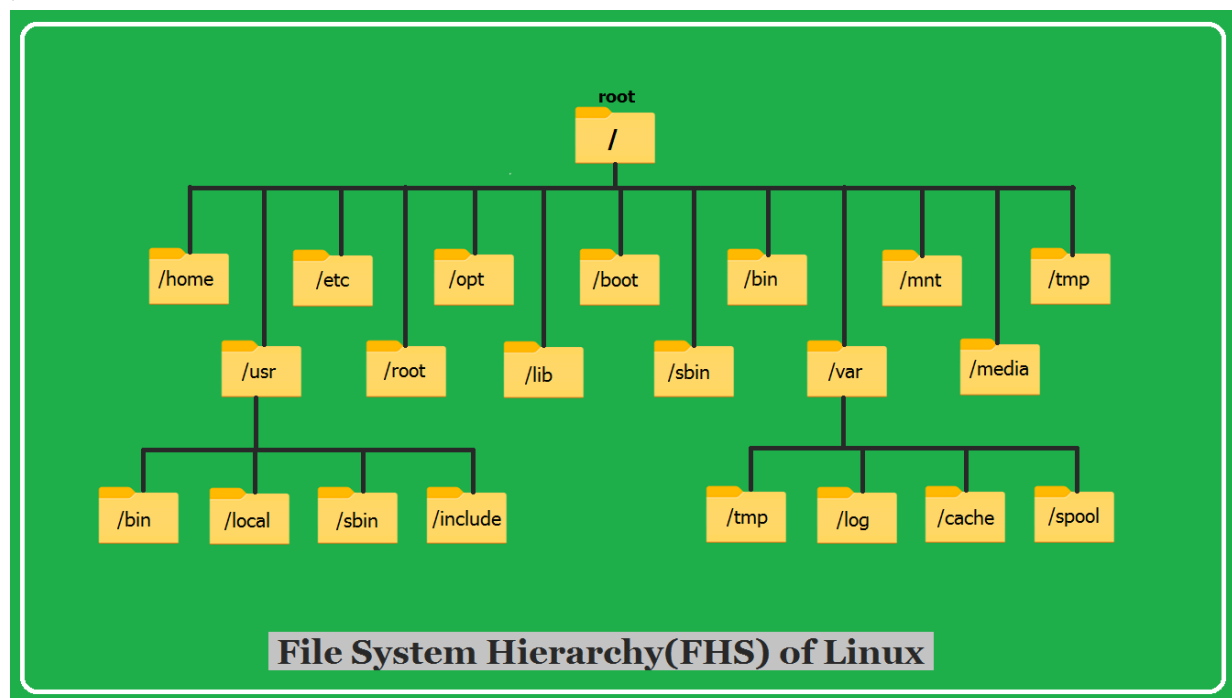 root
/
/home
/etc
/opt
/boot
/bin
/mnt
/tmp
/usr
/root
/lib
/sbin
/var
/media
/bin
/local
/sbin
/include
/tmp
/log
/cache
/spool
File System Hierarchy(FHS) of Linux